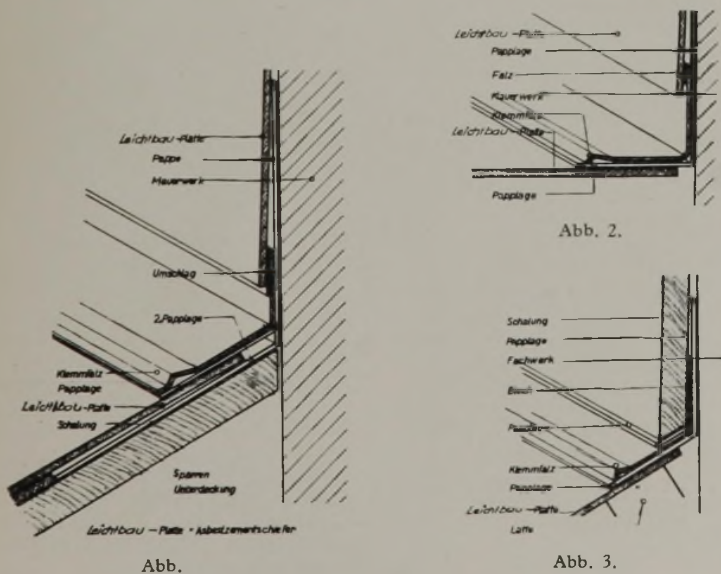 Leichtbau-Platte
Pappe
Mauerwerk
Umschlag
2. Papplage
Klemmfalz
Papplage
Leichtbau-Platte
Schalung
Sparren
Ueberdeckung
Leichtbau-Platte = Asbestzementschiefer
Abb.
Leichtbau-Platte
Papplage
Falz
Mauerwerk
Klemmfalz
Leichtbau-Platte
Papplage
Abb. 2.
Schalung
Papplage
Fachwerk
Blech
Klemmfalz
Papplage
Leichtbau-Platte
Latte
Abb. 3.